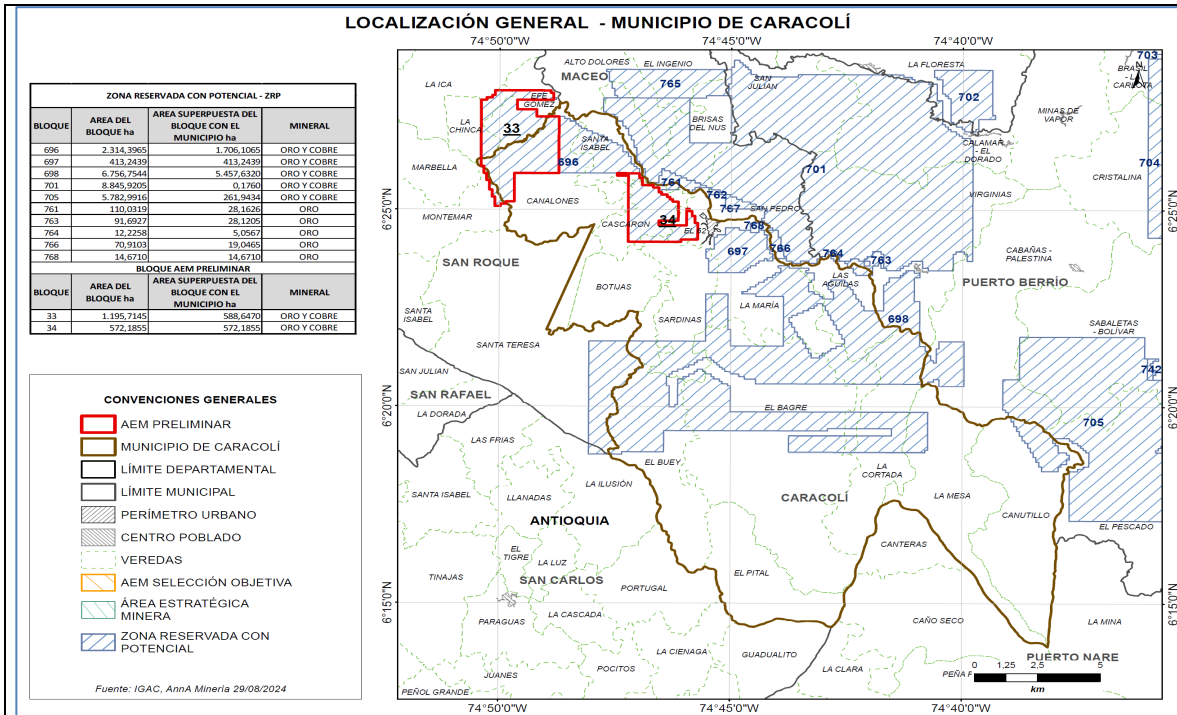 LOCALIZACIÓN GENERAL - MUNICIPIO DE CARACOLÍ
74°50'0"W 74°45'0"W 74°40'0"W
ZONA RESERVADA CON POTENCIAL - ZRP
BLOQUE AREA DEL BLOQUE ha AREA SUPERPUESTA DEL BLOQUE CON EL MUNICIPIO ha MINERAL
696 2.314,3965 1.706,1065 ORO Y COBRE
697 413,2439 413,2439 ORO Y COBRE
698 6.756,7544 5.457,6320 ORO Y COBRE
701 8.845,9205 0,1760 ORO Y COBRE
705 5.782,9916 261,9434 ORO Y COBRE
761 110,0319 28,1626 ORO
763 91,6927 28,1205 ORO
764 12,2258 5,0567 ORO
766 70,9103 19,0465 ORO
768 14,6710 14,6710 ORO
BLOQUE AEM PRELIMINAR
BLOQUE AREA DEL BLOQUE ha AREA SUPERPUESTA DEL BLOQUE CON EL MUNICIPIO ha MINERAL
33 1.195,7145 588,6470 ORO Y COBRE
34 572,1855 572,1855 ORO Y COBRE
CONVENCIONES GENERALES
AEM PRELIMINAR
MUNICIPIO DE CARACOLÍ
LÍMITE DEPARTAMENTAL
LÍMITE MUNICIPAL
PERÍMETRO URBANO
CENTRO POBLADO
VEREDAS
AEM SELECCIÓN OBJETIVA
ÁREA ESTRATÉGICA
MINERA
ZONA RESERVADA CON
POTENCIAL
Fuente: IGAC, AnnA Minería 29/08/2024
ALTO DOLORES
EL INGENIO
LA FLORESTA
703
MACEO
765
SAN
JULIAN
BRASIL -
LA
CARLOTA
N
LA ICA
EPE
GOMEZ
702
MINAS DE
VAPOR
LA
CHINCA
33
BRISAS
DEL NUS
SANTA
ISABEL
CALAMAR -
EL
DORADO
MARBELLA
696
701
704
CRISTALINA
761
762
VIRGINIAS
CANALONES
767
SAN PEDRO
6°25'0"N
6°25'0"N
MONTEMAR
CASCARON
34
EL 62
768
697
766
764
763
CABAÑAS -
PALESTINA
SAN ROQUE
LAS
AGUILAS
PUERTO BERRÍO
BOTIJAS
LA MARÍA
SANTA
ISABEL
SARDINAS
698
SABALETAS
- BOLÍVAR
SANTA TERESA
SAN JULIAN
742
SAN RAFAEL
6°20'0"N
6°20'0"N
LA DORADA
EL BAGRE
705
LAS FRIAS
EL BUEY
LA
CORTADA
LA ILUSIÓN
SANTA ISABEL
LLANADAS
CARACOLÍ
LA MESA
ANTIOQUIA
CANUTILLO
EL PESCADO
CANTERAS
EL
TIGRE
LA LUZ
TINAJAS
SAN CARLOS
PORTUGAL
EL PITAL
6°15'0"N
6°15'0"N
PARAGUAS
LA CASCADA
CAÑO SECO
LA MINA
LA CIENAGA
GUADUALITO
PUERTO NARE
POCITOS
LA CLARA
JUANES
PEÑA
PEÑOL GRANDE
0 1,25 2,5 5
km
74°50'0"W 74°45'0"W 74°40'0"W